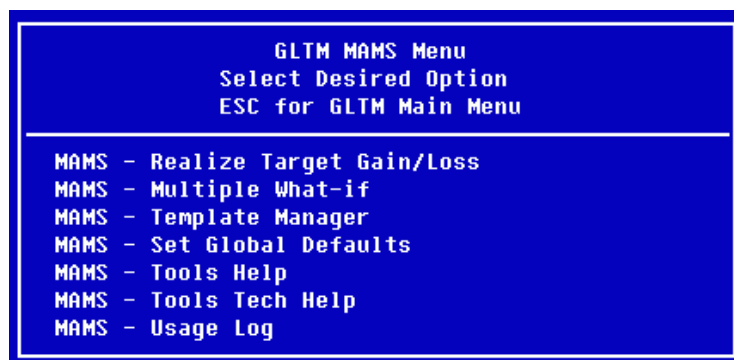 GLTM MAMS Menu
Select Desired Option
ESC for GLTM Main Menu
MAMS - Realize Target Gain/Loss
MAMS - Multiple What-if
MAMS - Template Manager
MAMS - Set Global Defaults
MAMS - Tools Help
MAMS - Tools Tech Help
MAMS - Usage Log